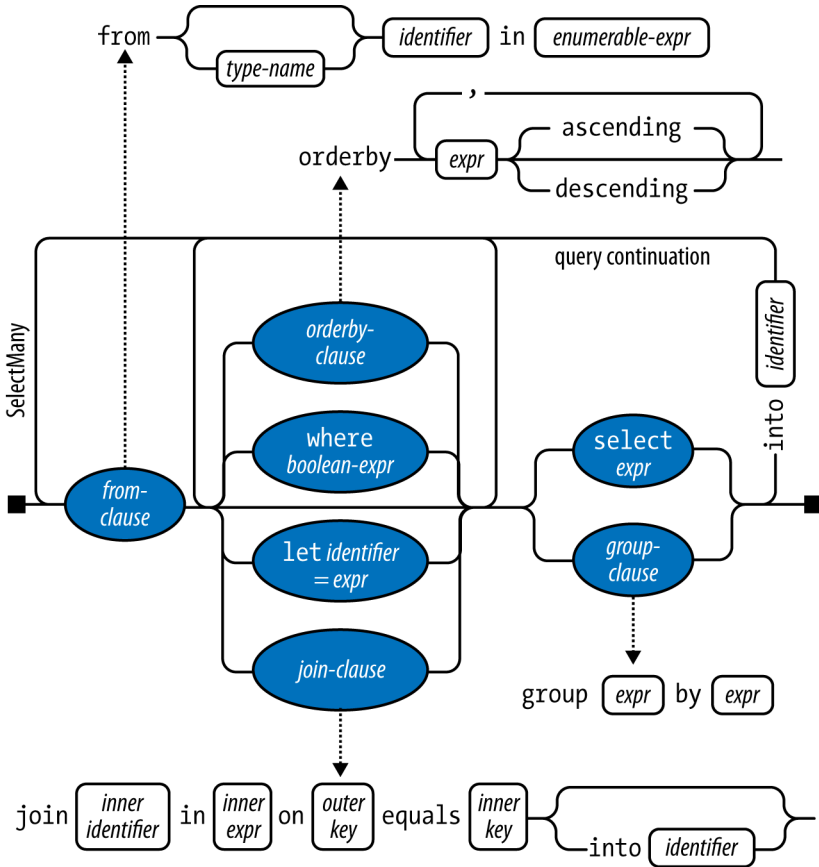 from type-name identifier in enumerable-expr
,
ascending
orderby expr
descending
query continuation
SelectMany
identifier
into
orderby-
clause
where
boolean-expr
select
expr
from-
clause
let identifier
= expr
group-
clause
join-clause
group expr by expr
join inner identifier in inner expr on outer key equals inner key
into identifier